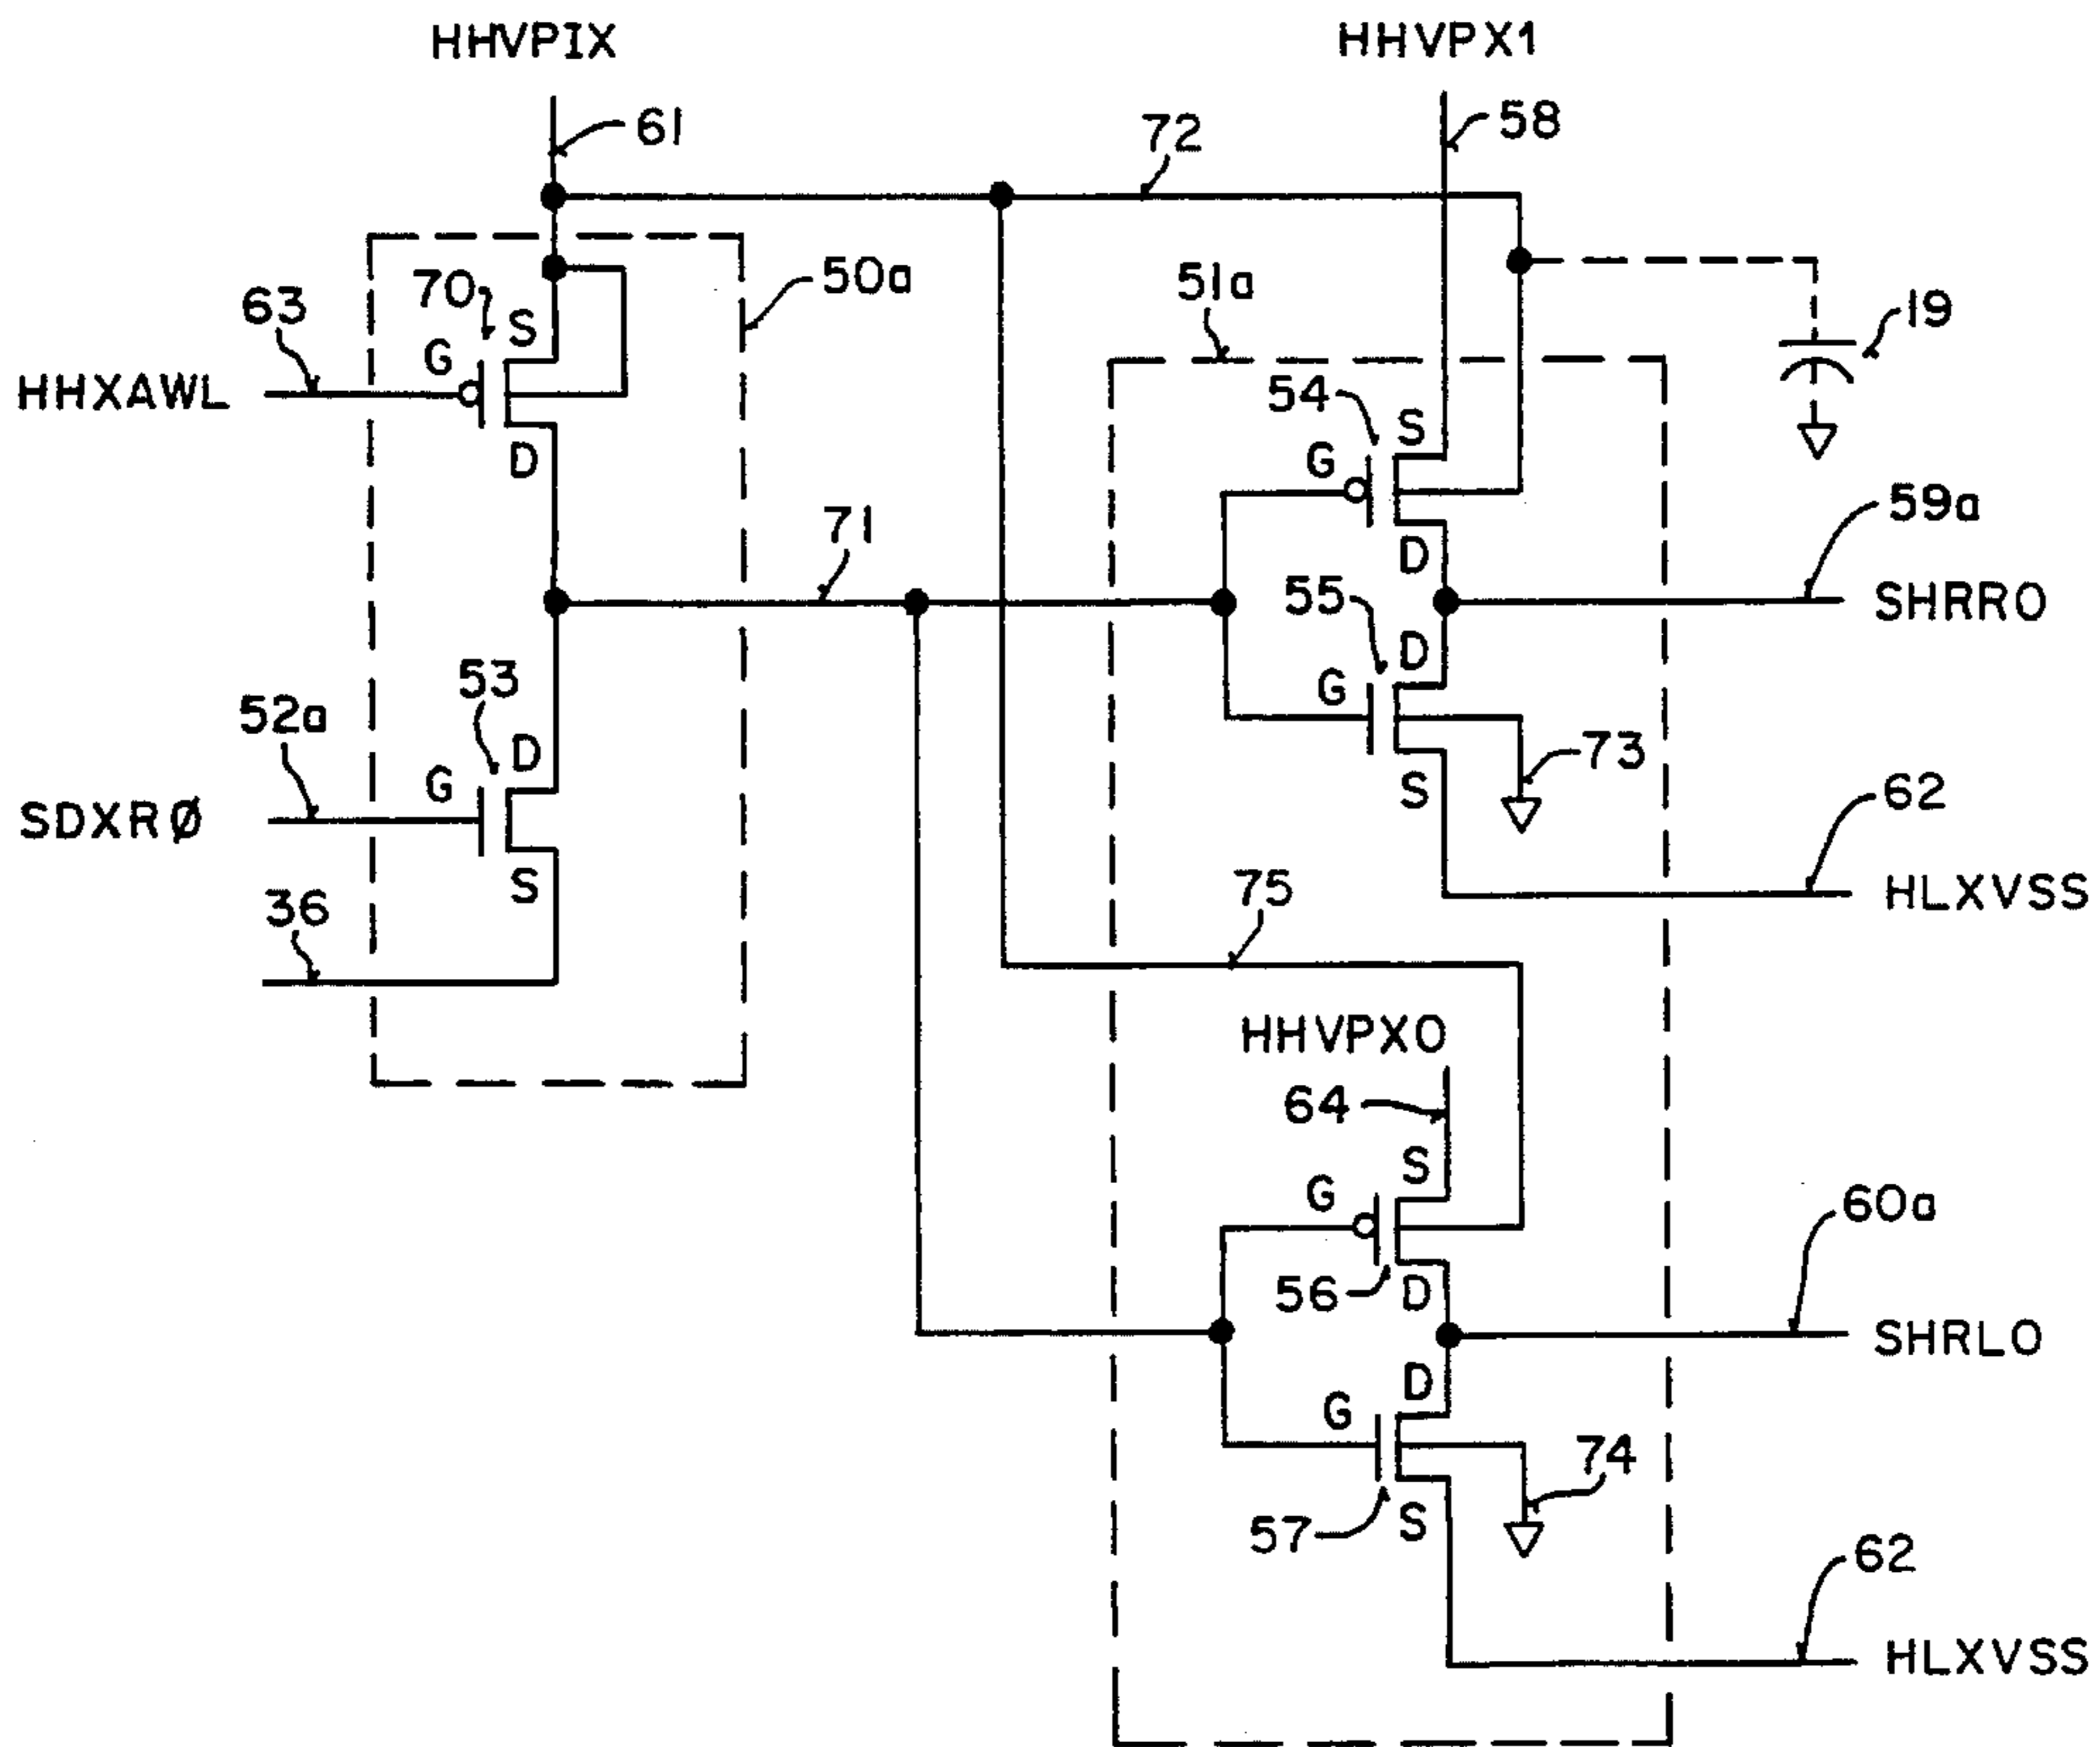 HHVPIX HHVPX1
61 72 58
70 S 50a 51a 19
63 G
HHXAWL
54 S
D G
71 59a
D
55 SHRRO
D
53 G
52a D 73
G S 62
SDXRØ
S HLXVSS
36 75
HHVPXO
64
S
G 60a
56 D SHRLO
D
G 74
57 S 62
HLXVSS